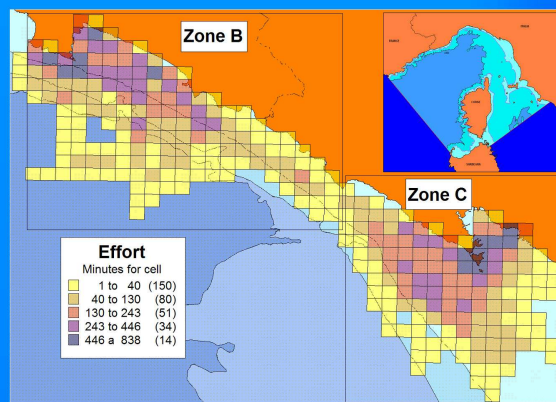 Zone B
Zone C
Effort
Minutes for cell
1 to 40 (150)
40 to 130 (80)
130 to 243 (51)
243 to 446 (34)
446 a 838 (14)